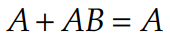 A + AB = A